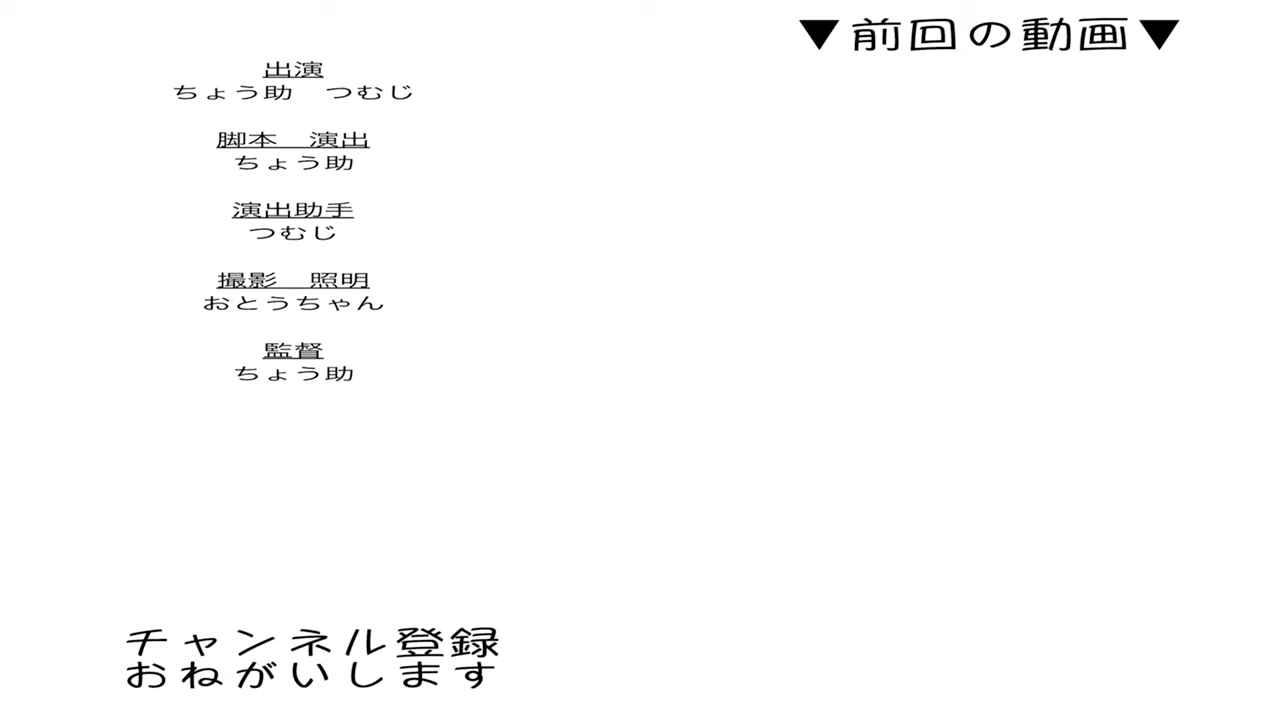 ▼前回の動画▼
出演
ちょう助　つむじ
脚本　演出
ちょう助
演出助手
つむじ
撮影　照明
おとうちゃん
監督
ちょう助
チャンネル登録
おねがいします